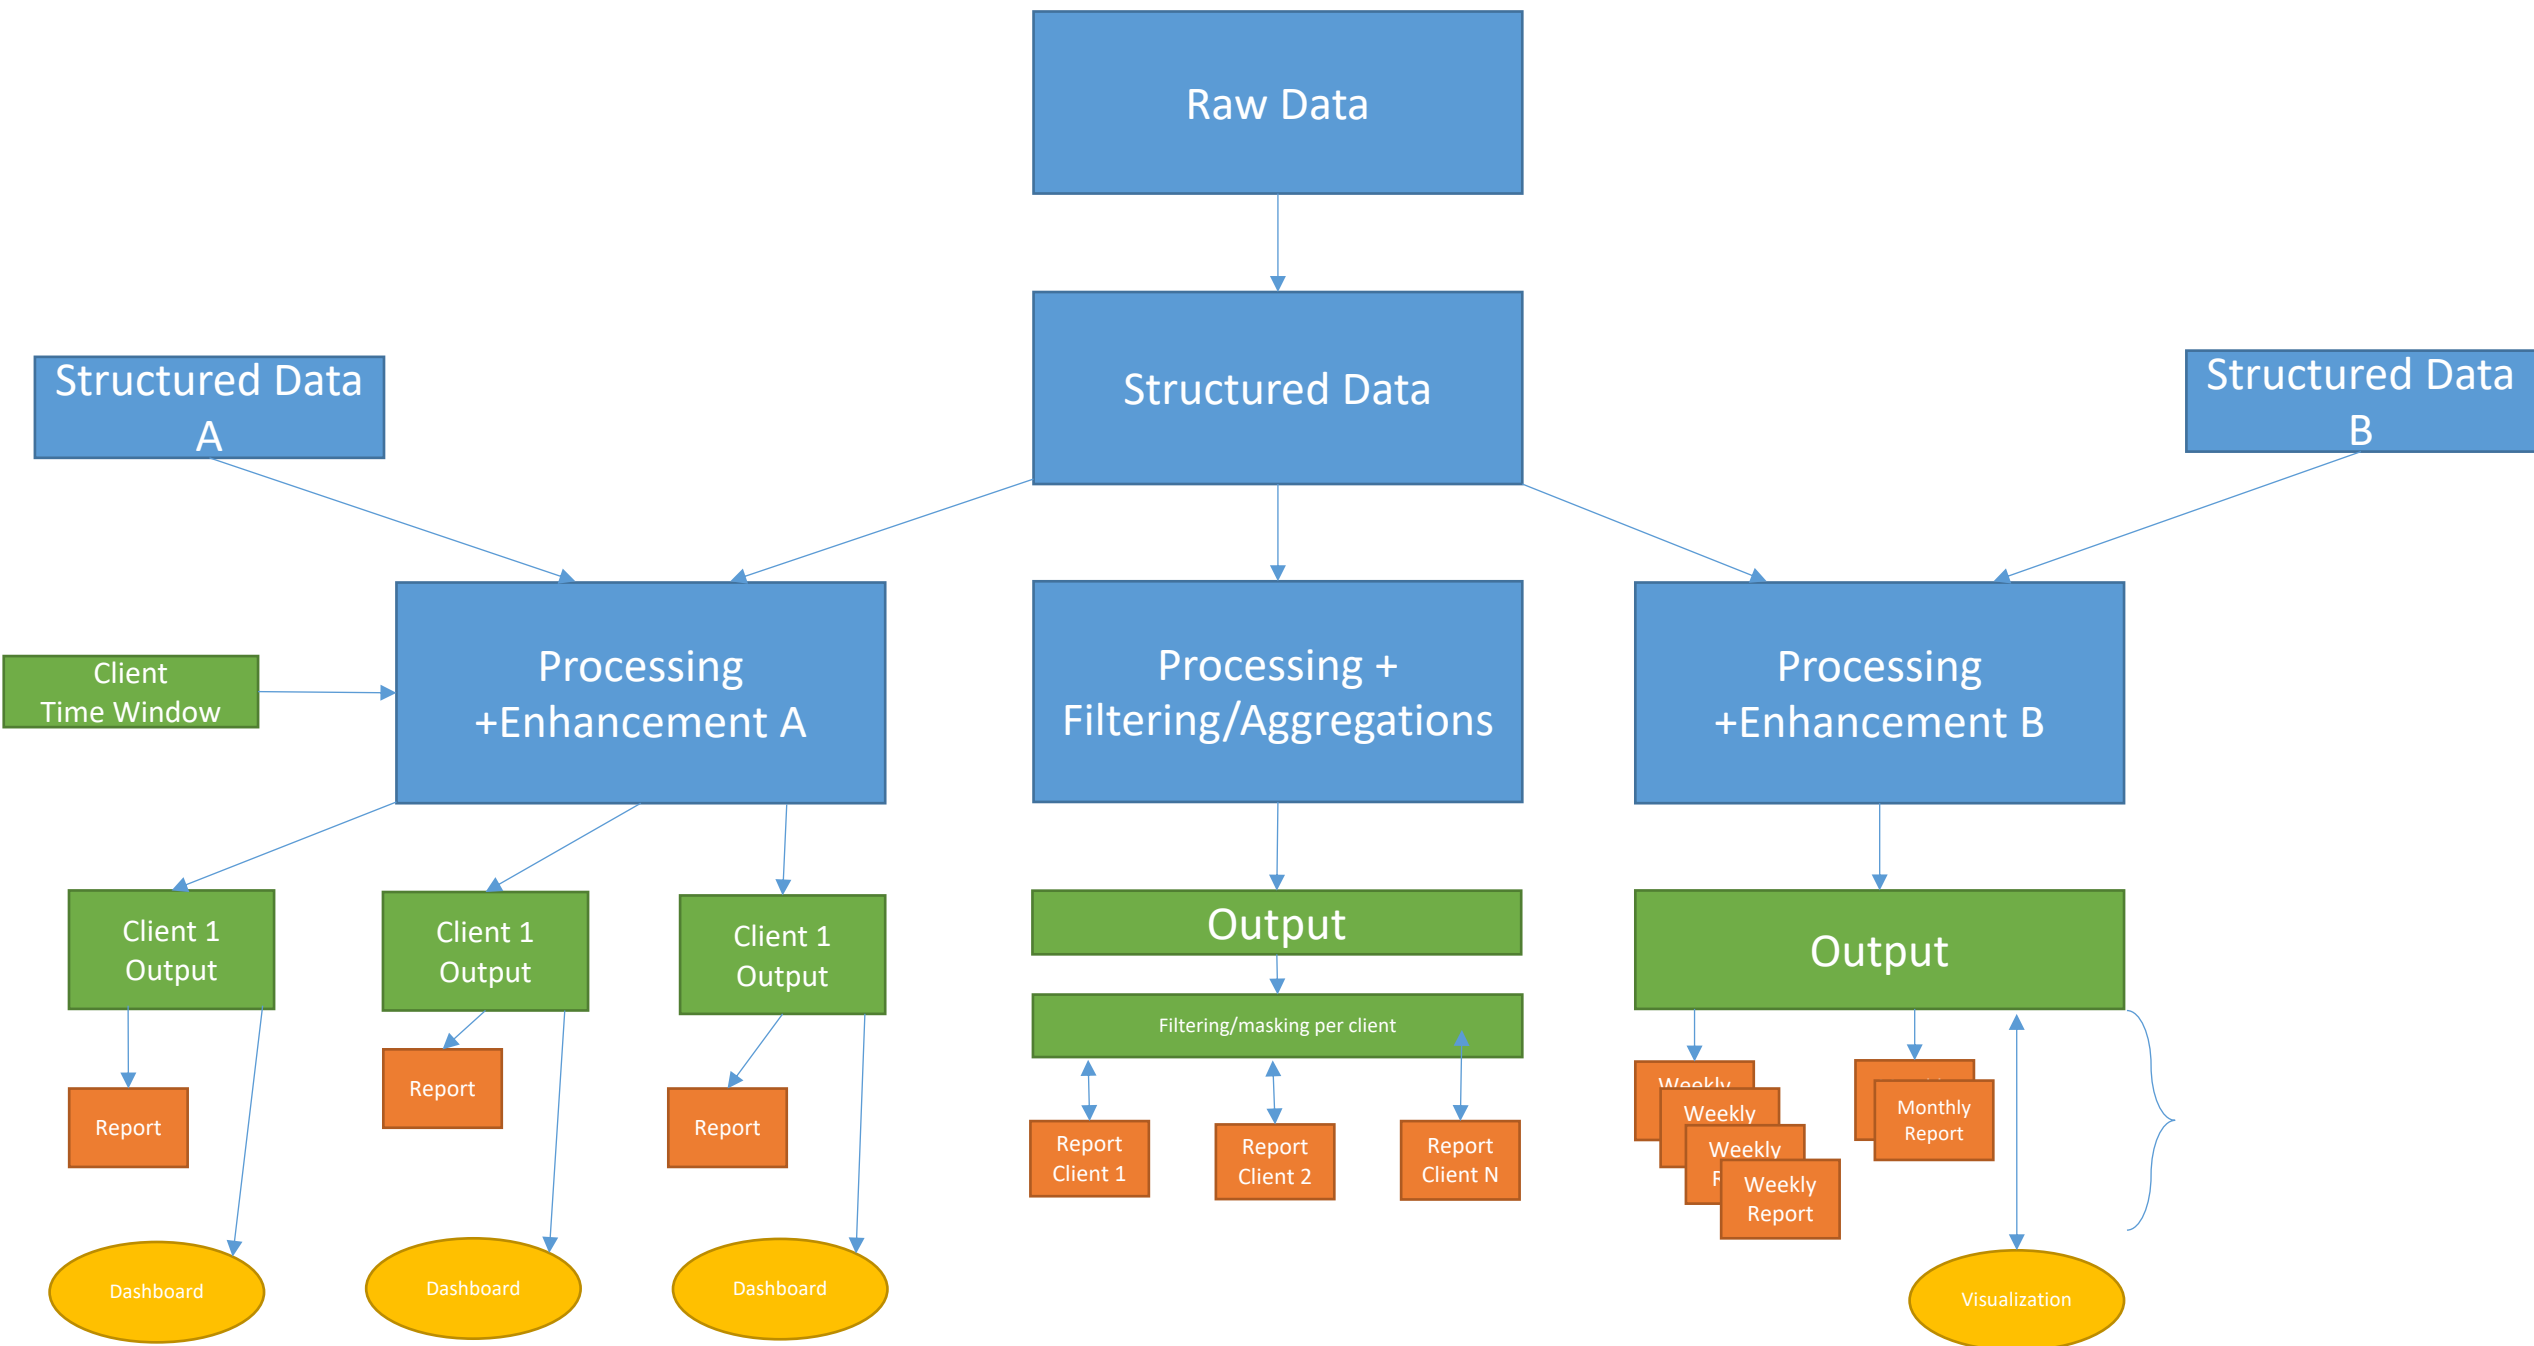 Raw Data
Structured Data
A
Structured Data
Structured Data
B
Client
Time Window
Processing
+Enhancement A
Processing +
Filtering/Aggregations
Processing
+Enhancement B
Client 1
Output
Client 1
Output
Client 1
Output
Output
Filtering/masking per client
Output
Report
Report
Report
Report
Client 1
Report
Client 2
Report
Client N
Weekly
Weekly
Weekly
R
Weekly
Report
Monthly
Report
Dashboard
Dashboard
Dashboard
Visualization